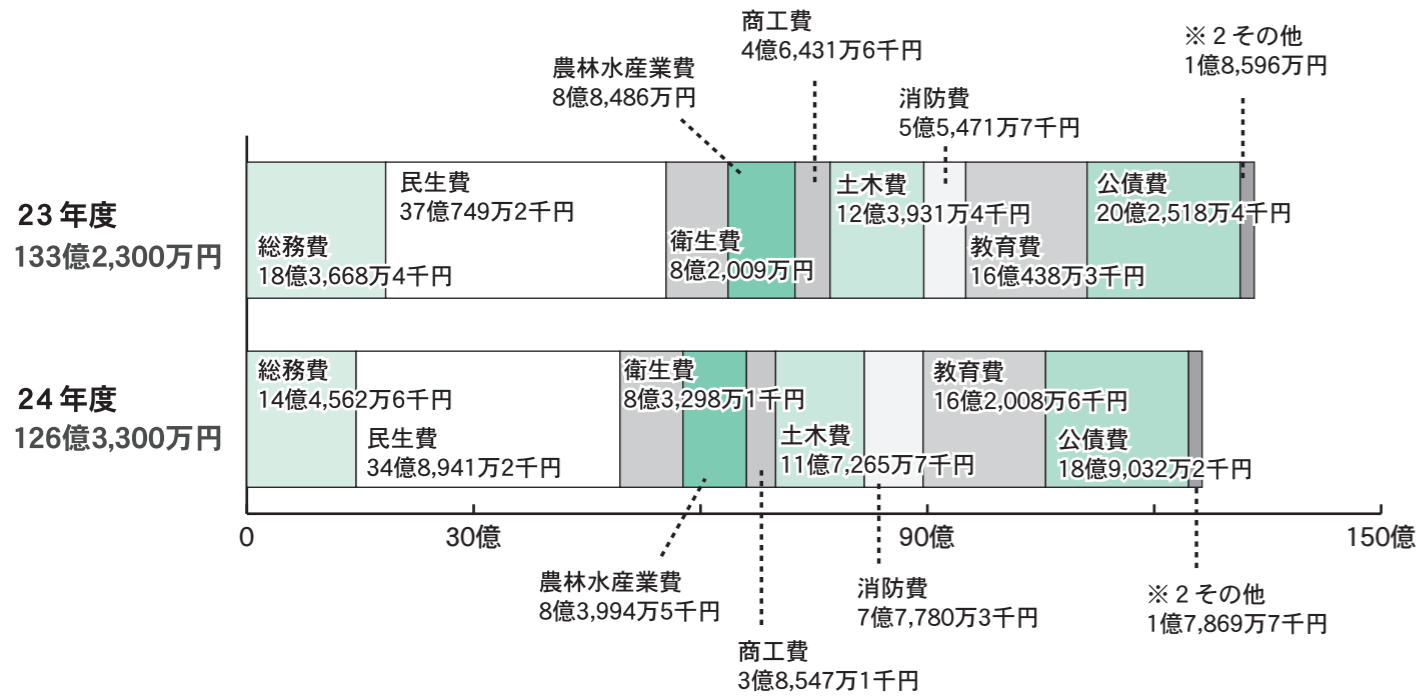 商工費
4億6,431万6千円
※2その他
1億8,596万円
農林水産業費
8億8,486万円
消防費
5億5,471万7千円
23年度
133億2,300万円
総務費
18億3,668万4千円
民生費
37億749万2千円
衛生費
8億2,009万円
土木費
12億3,931万4千円
教育費
16億438万3千円
公債費
20億2,518万4千円
24年度
126億3,300万円
総務費
14億4,562万6千円
民生費
34億8,941万2千円
衛生費
8億3,298万1千円
土木費
11億7,265万7千円
教育費
16億2,008万6千円
公債費
18億9,032万2千円
0
30億
90億
150億
農林水産業費
8億3,994万5千円
商工費
3億8,547万1千円
消防費
7億7,780万3千円
※2その他
1億7,869万7千円